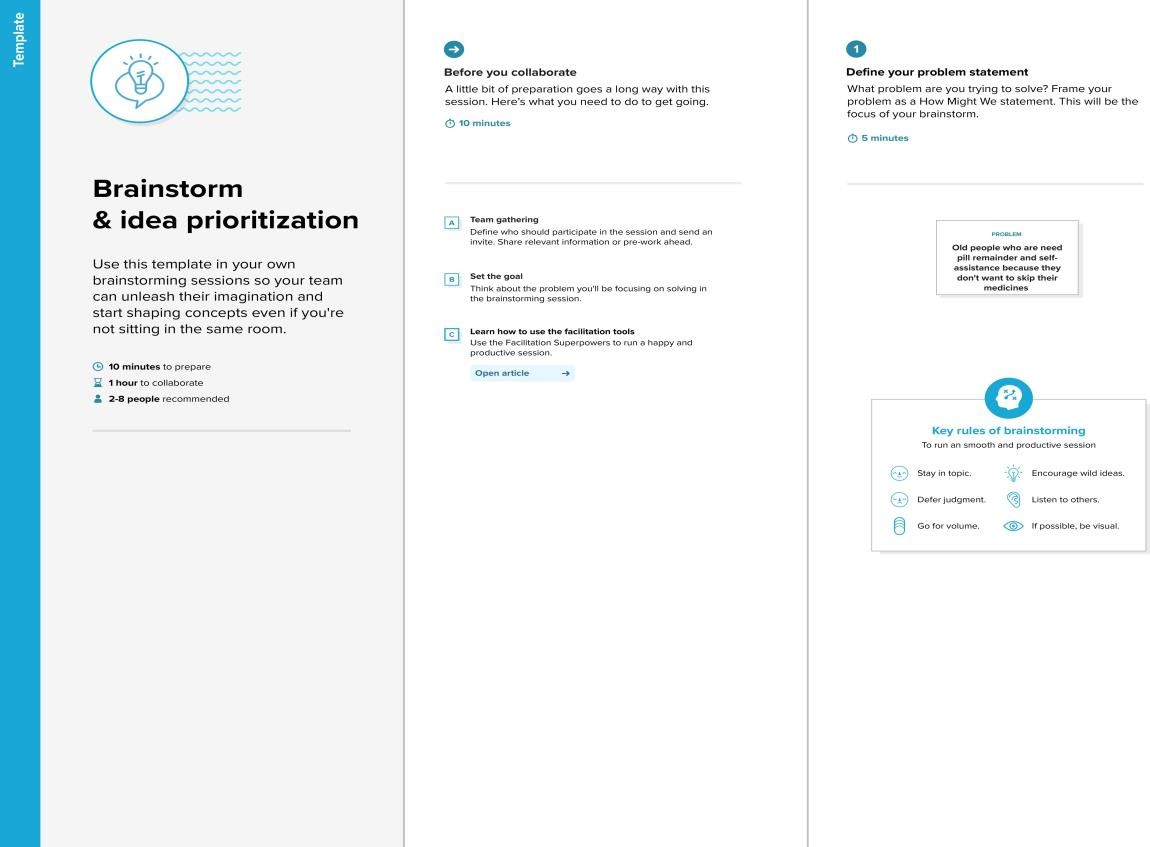 Template
Brainstorm
& idea prioritization
Use this template in your own
brainstorming sessions so your team
can unleash their imagination and
start shaping concepts even if you're
not sitting in the same room.
10 minutes to prepare
1 hour to collaborate
2-8 people recommended
Before you collaborate
A little bit of preparation goes a long way with this
session. Here's what you need to do to get going.
10 minutes
A
Team gathering
Define who should participate in the session and send an
invite. Share relevant information or pre-work ahead.
B
Set the goal
Think about the problem you'll be focusing on solving in
the brainstorming session.
C
Learn how to use the facilitation tools
Use the Facilitation Superpowers to run a happy and
productive session.
Open article
1
Define your problem statement
What problem are you trying to solve? Frame your
problem as a How Might We statement. This will be the
focus of your brainstorm.
5 minutes
PROBLEM
Old people who are need
pill remainder and self-
assistance because they
don't want to skip their
medicines
Key rules of brainstorming
To run an smooth and productive session
Stay in topic.
Encourage wild ideas.
Defer judgment.
Listen to others.
Go for volume.
If possible, be visual.